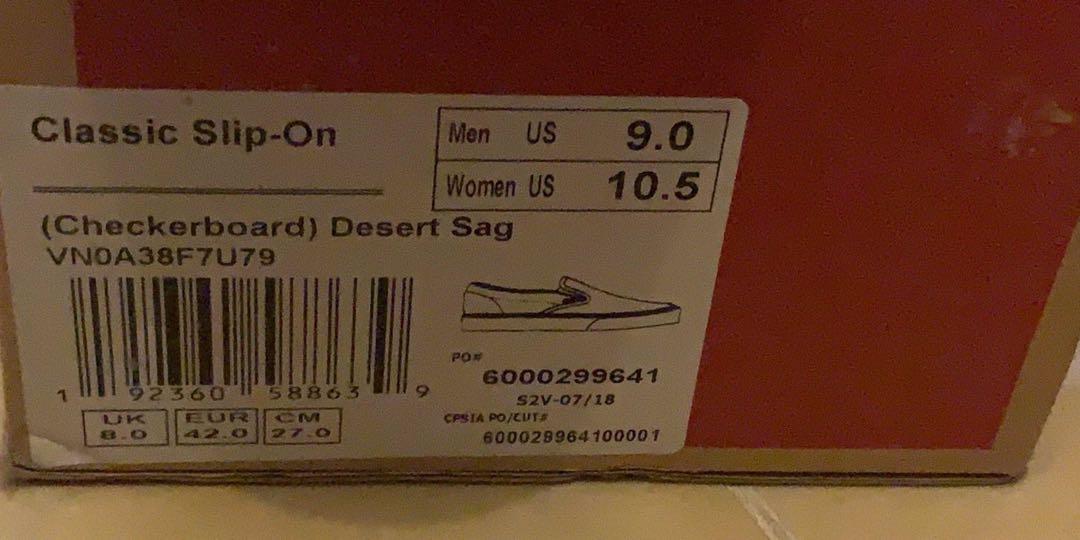 Classic Slip-On
Men US 9.0
Women US 10.5
(Checkerboard) Desert Sag
VN0A38F7U79
1 92360 58863 9
PO#
6000299641
S2V-07/18
CPSIA PO/CUT#
600029964100001
UK EUR CM
8.0 42.0 27.0